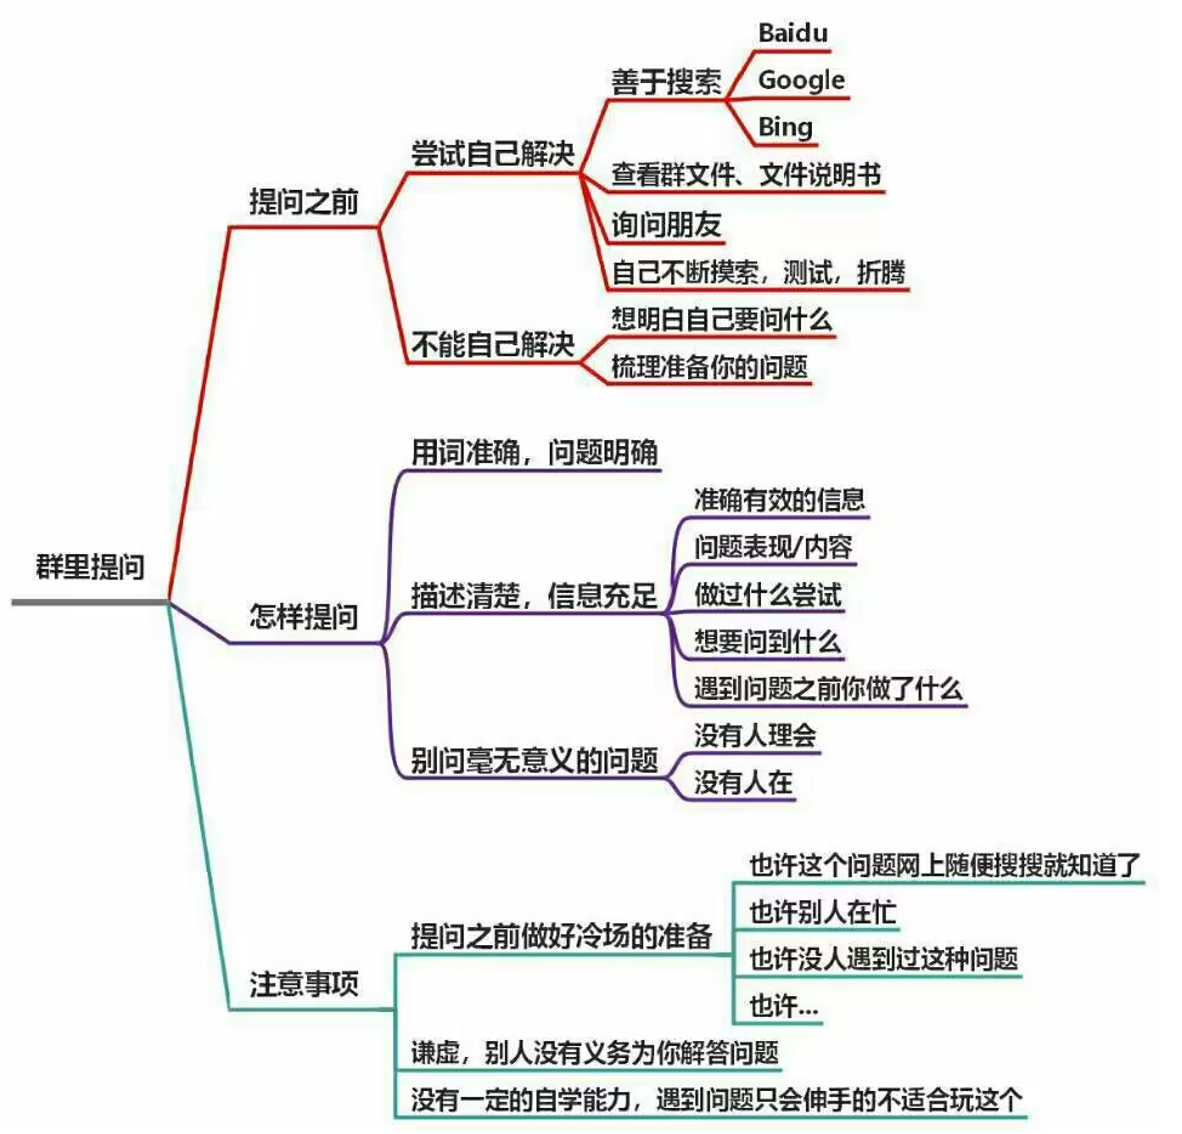 群里提问
提问之前
尝试自己解决
善于搜索
Baidu
Google
Bing
查看群文件、文件说明书
询问朋友
自己不断摸索，测试，折腾
不能自己解决
想明白自己要问什么
梳理准备你的问题
怎样提问
用词准确，问题明确
描述清楚，信息充足
准确有效的信息
问题表现/内容
做过什么尝试
想要问到什么
遇到问题之前你做了什么
别问毫无意义的问题
没有人理会
没有人在
注意事项
提问之前做好冷场的准备
也许这个问题网上随便搜搜就知道了
也许别人在忙
也许没人遇到过这种问题
也许...
谦虚，别人没有义务为你解答问题
没有一定的自学能力，遇到问题只会伸手的不适合玩这个